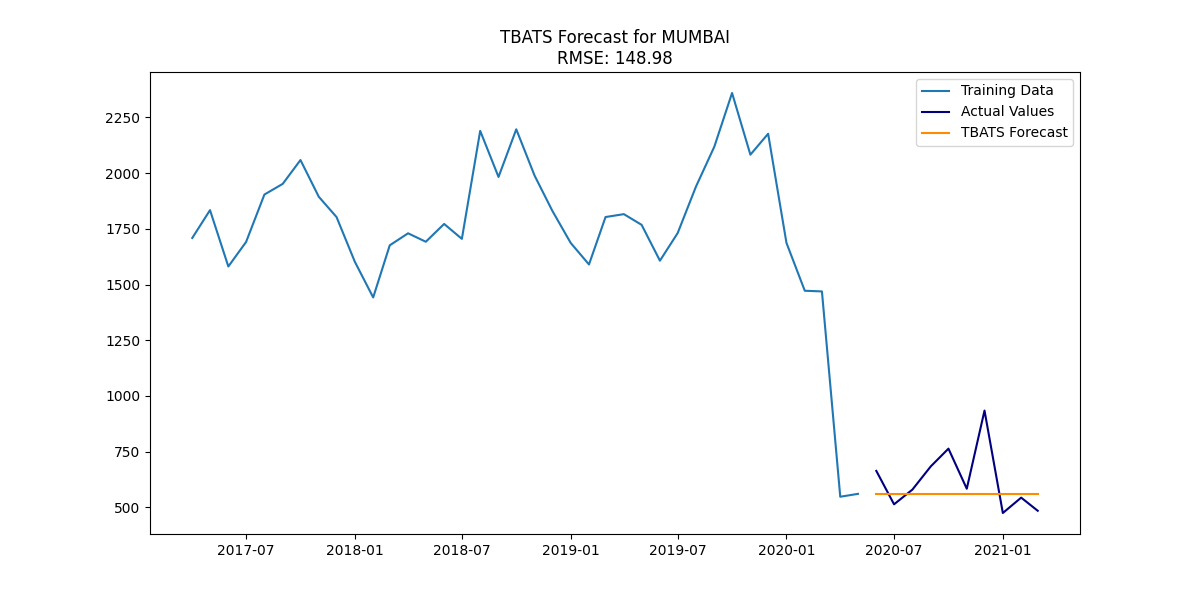 TBATS Forecast for MUMBAI
RMSE: 148.98
Training Data
Actual Values
TBATS Forecast
2250
2000
1750
1500
1250
1000
750
500
2017-07 2018-01 2018-07 2019-01 2019-07 2020-01 2020-07 2021-01